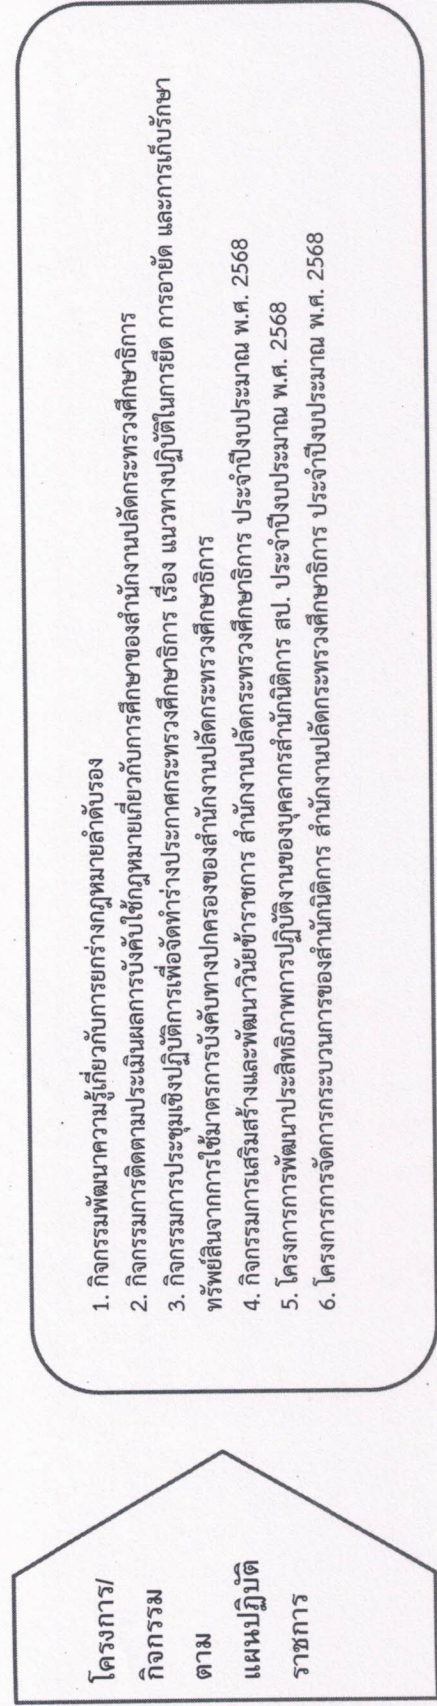 โครงการ/
กิจกรรม
ตาม
แผนปฏิบัติ
ราชการ
1. กิจกรรมพัฒนาความรู้เกี่ยวกับการยกร่างกฎหมายลำดับรอง
2. กิจกรรมการติดตามประเมินผลการบังคับใช้กฎหมายเกี่ยวกับการศึกษาของสำนักงานปลัดกระทรวงศึกษาธิการ
3. กิจกรรมการประชุมเชิงปฏิบัติการเพื่อจัดทำร่างประกาศกระทรวงศึกษาธิการ เรื่อง แนวทางปฏิบัติในการยึด การอายัด และการเก็บรักษา
ทรัพย์สินจากการใช้มาตรการบังคับทางปกครองของสำนักงานปลัดกระทรวงศึกษาธิการ
4. กิจกรรมการเสริมสร้างและพัฒนาวินัยข้าราชการ สำนักงานปลัดกระทรวงศึกษาธิการ ประจำปีงบประมาณ พ.ศ. 2568
5. โครงการการพัฒนาประสิทธิภาพการปฏิบัติงานของบุคลากรสำนักนิติการ สป. ประจำปีงบประมาณ พ.ศ. 2568
6. โครงการการจัดการกระบวนการของสำนักนิติการ สำนักงานปลัดกระทรวงศึกษาธิการ ประจำปีงบประมาณ พ.ศ. 2568